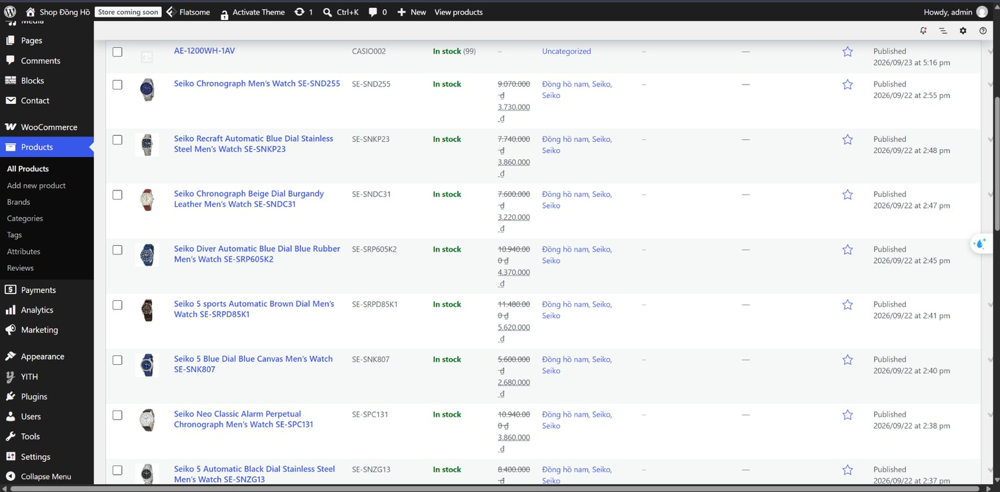 Shop Đồng Hồ Store coming soon Flatsome Activate Theme 1 Ctrl+K 0 New View products Howdy, admin
Media
Pages
Comments
Blocks
Contact
WooCommerce
Products
All Products
Add new product
Brands
Categories
Tags
Attributes
Reviews
Payments
Analytics
Marketing
Appearance
YITH
Plugins
Users
Tools
Settings
Collapse Menu
AE-1200WH-1AV CASIO002 In stock (99) – Uncategorized – — Published
2026/09/23 at 5:16 pm
Seiko Chronograph Men's Watch SE-SND255 SE-SND255 In stock 9.070.000 Đồng hồ nam, Seiko, – — Published
₫ Seiko 2026/09/22 at 2:55 pm
3.730.000
₫
Seiko Recraft Automatic Blue Dial Stainless SE-SNKP23 In stock 7.740.000 Đồng hồ nam, Seiko, – — Published
Steel Men's Watch SE-SNKP23 ₫ Seiko 2026/09/22 at 2:48 pm
3.860.000
₫
Seiko Chronograph Beige Dial Burgandy SE-SNDC31 In stock 7.600.000 Đồng hồ nam, Seiko, – — Published
Leather Men's Watch SE-SNDC31 ₫ Seiko 2026/09/22 at 2:47 pm
3.220.000
₫
Seiko Diver Automatic Blue Dial Blue Rubber SE-SRP605K2 In stock 10.940.00 Đồng hồ nam, Seiko, – — Published
Men's Watch SE-SRP605K2 0 ₫ Seiko 2026/09/22 at 2:45 pm
4.370.000
₫
Seiko 5 sports Automatic Brown Dial Men's SE-SRPD85K1 In stock 11.480.00 Đồng hồ nam, Seiko, – — Published
Watch SE-SRPD85K1 0 ₫ Seiko 2026/09/22 at 2:41 pm
5.620.000
₫
Seiko 5 Blue Dial Blue Canvas Men's Watch SE-SNK807 In stock 5.600.000 Đồng hồ nam, Seiko, – — Published
SE-SNK807 ₫ Seiko 2026/09/22 at 2:40 pm
2.680.000
₫
Seiko Neo Classic Alarm Perpetual SE-SPC131 In stock 10.940.00 Đồng hồ nam, Seiko, – — Published
Chronograph Men's Watch SE-SPC131 0 ₫ Seiko 2026/09/22 at 2:38 pm
3.860.000
₫
Seiko 5 Automatic Black Dial Stainless Steel SE-SNZG13 In stock 8.400.000 Đồng hồ nam, Seiko, – — Published
Men's Watch SE-SNZG13 ₫ Seiko 2026/09/22 at 2:37 pm